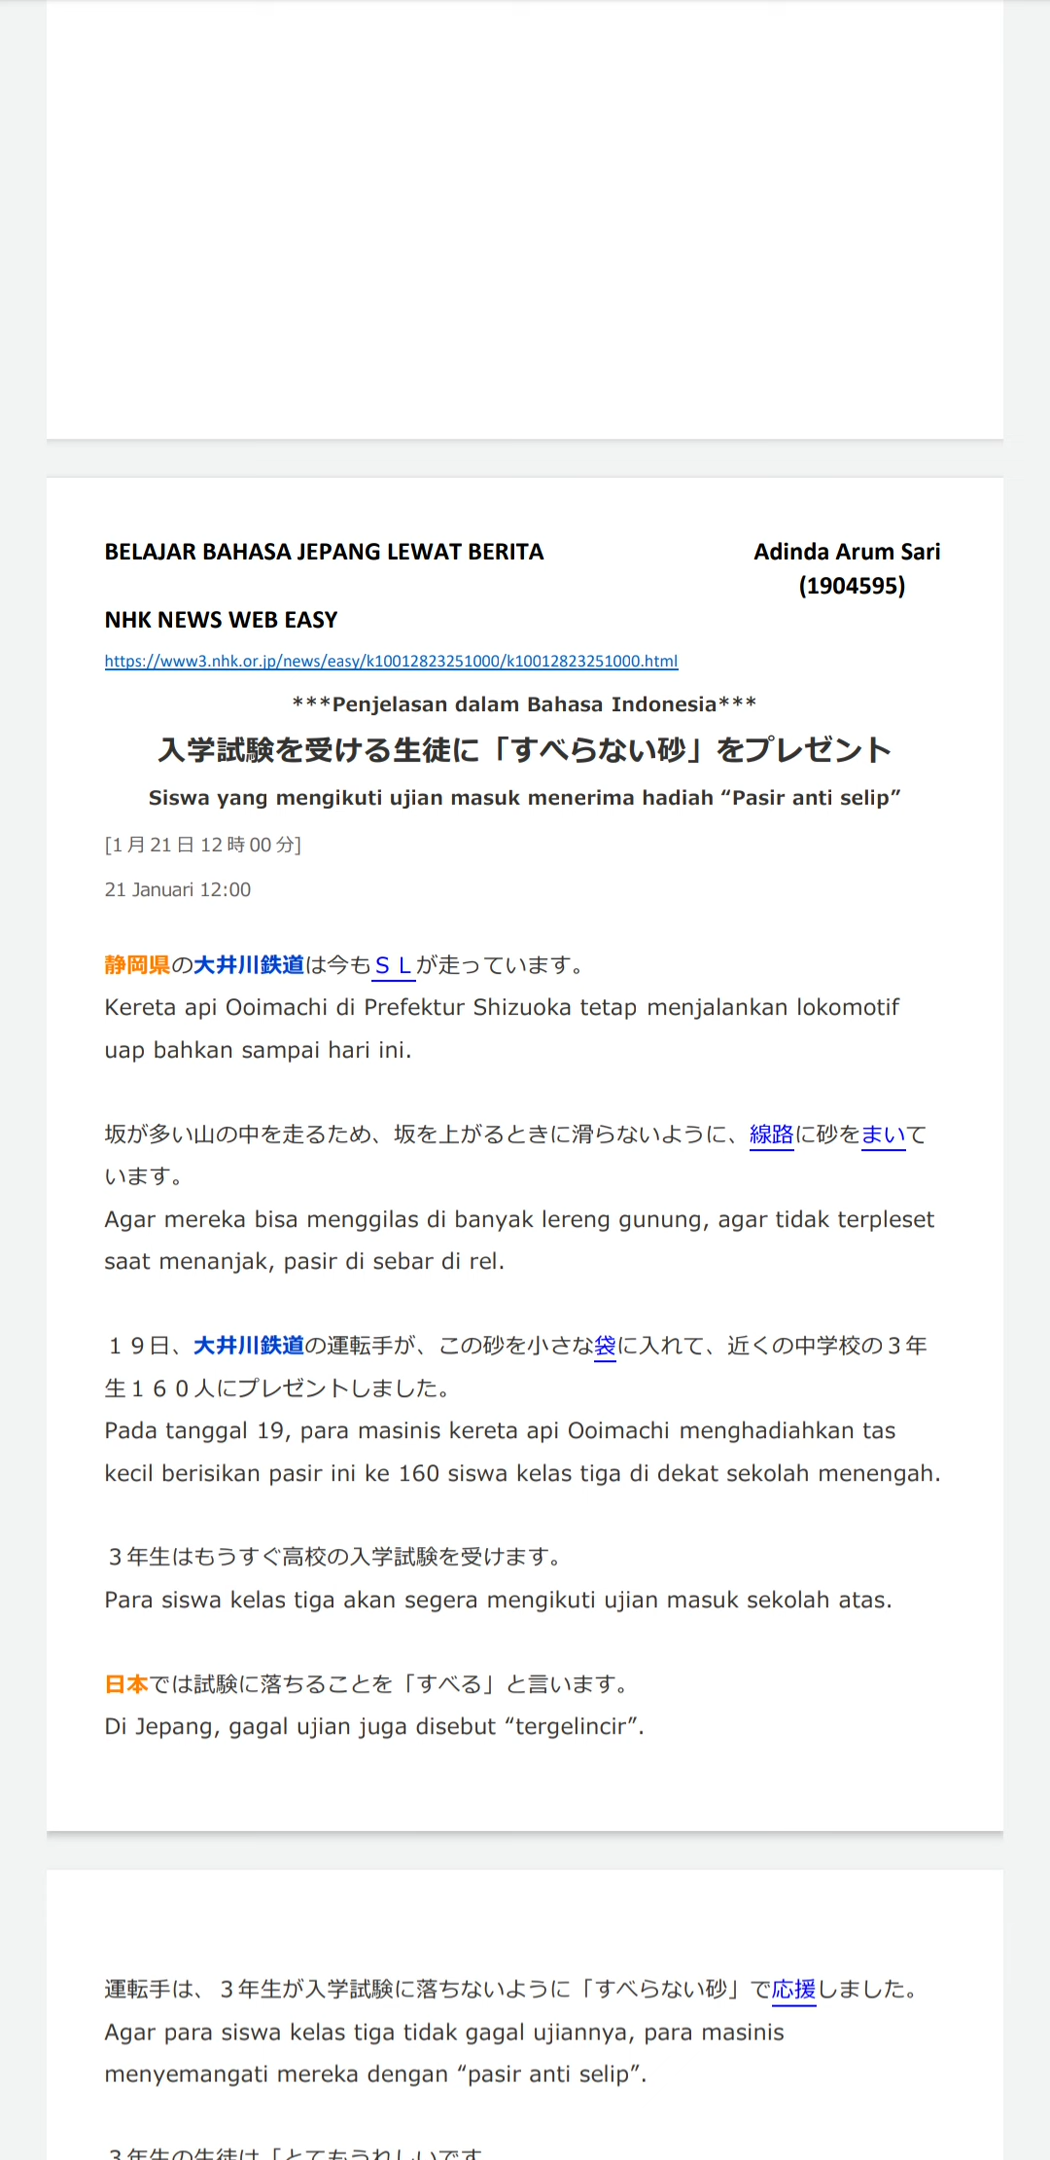 BELAJAR BAHASA JEPANG LEWAT BERITA
Adinda Arum Sari
(1904595)
NHK NEWS WEB EASY
https://www3.nhk.or.jp/news/easy/k10012823251000/k10012823251000.html
***Penjelasan dalam Bahasa Indonesia***
入学試験を受ける生徒に「すべらない砂」をプレゼント
Siswa yang mengikuti ujian masuk menerima hadiah “Pasir anti selip”
[1月21日12時00分]
21 Januari 12:00
静岡県の大井川鉄道は今もＳＬが走っています。
Kereta api Ooimachi di Prefektur Shizuoka tetap menjalankan lokomotif
uap bahkan sampai hari ini.
坂が多い山の中を走るため、坂を上がるときに滑らないように、線路に砂をまいて
います。
Agar mereka bisa menggilas di banyak lereng gunung, agar tidak terpleset
saat menanjak, pasir di sebar di rel.
１９日、大井川鉄道の運転手が、この砂を小さな袋に入れて、近くの中学校の３年
生１６０人にプレゼントしました。
Pada tanggal 19, para masinis kereta api Ooimachi menghadiahkan tas
kecil berisikan pasir ini ke 160 siswa kelas tiga di dekat sekolah menengah.
３年生はもうすぐ高校の入学試験を受けます。
Para siswa kelas tiga akan segera mengikuti ujian masuk sekolah atas.
日本では試験に落ちることを「すべる」と言います。
Di Jepang, gagal ujian juga disebut “tergelincir”.
運転手は、３年生が入学試験に落ちないように「すべらない砂」で応援しました。
Agar para siswa kelas tiga tidak gagal ujiannya, para masinis
menyemangati mereka dengan “pasir anti selip”.
３年生の生徒は「とてもうれしいです